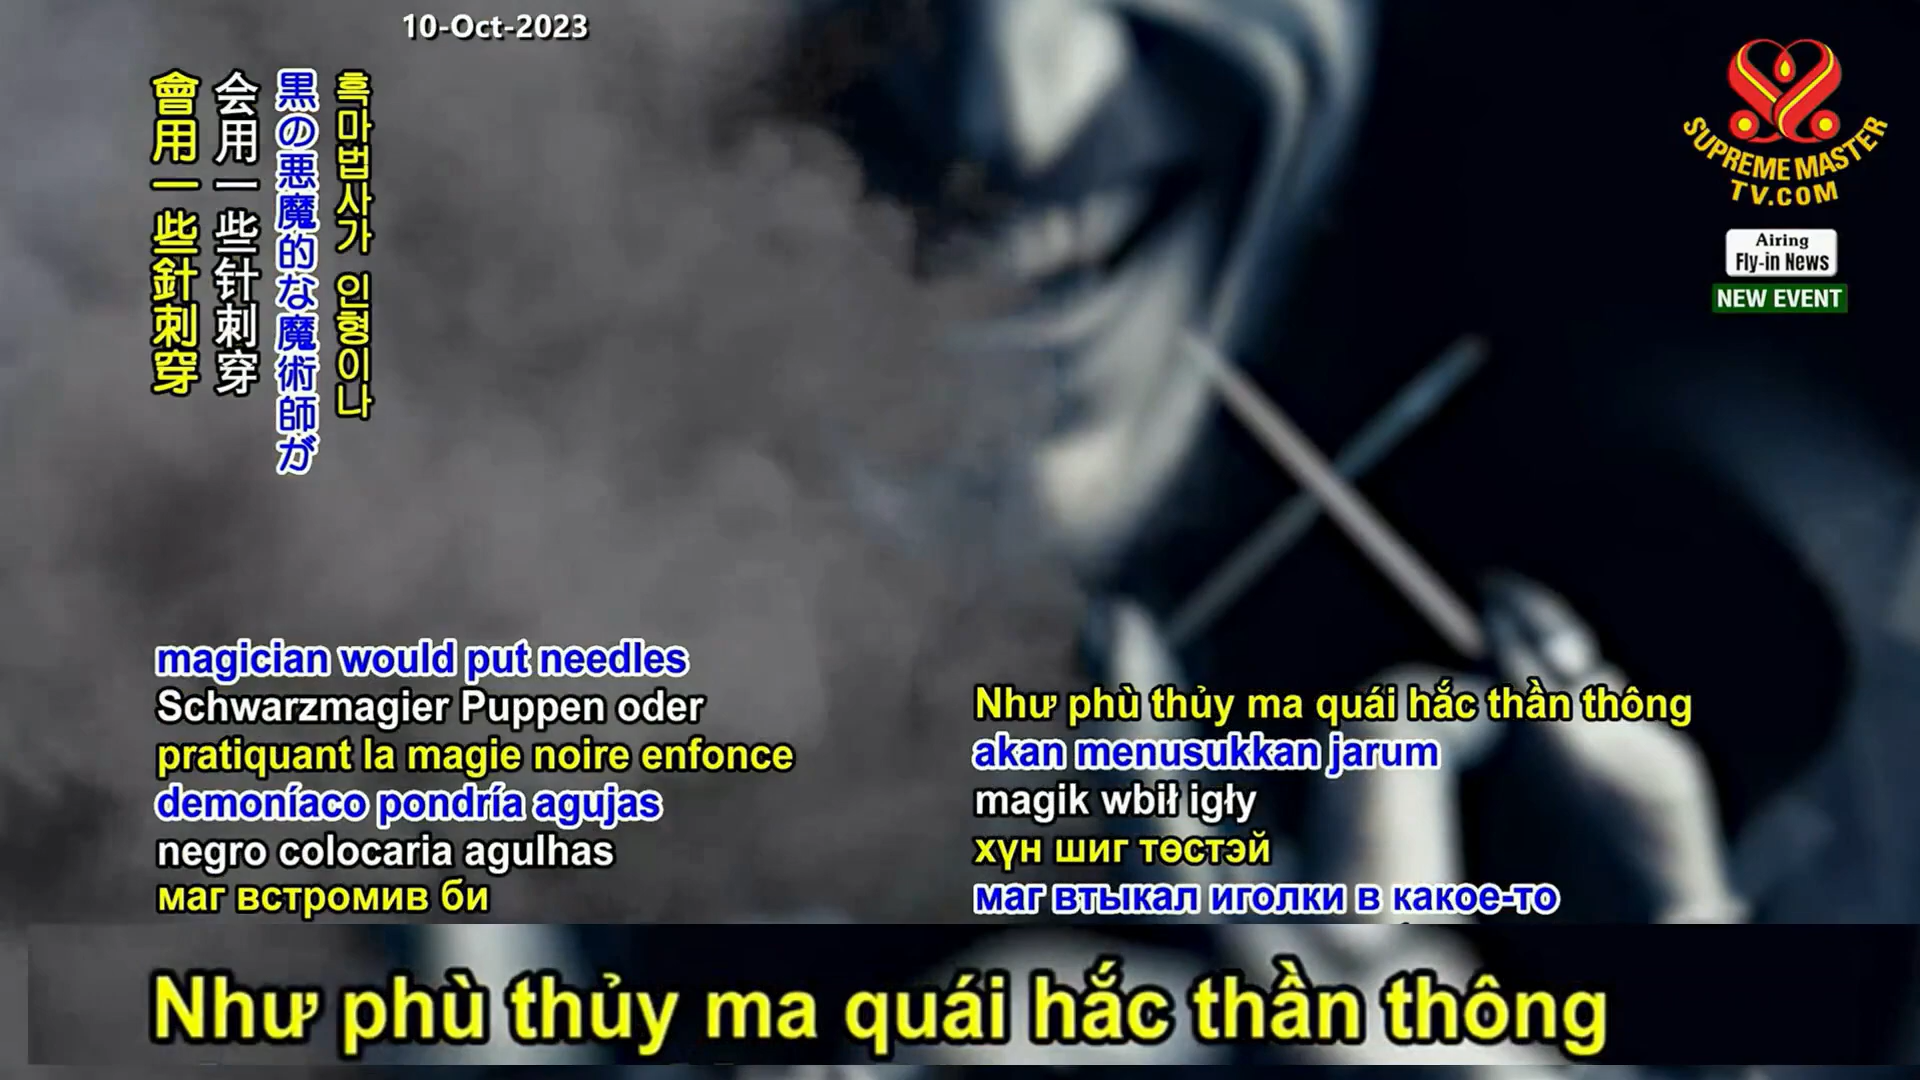 10-Oct-2023
會用一些針刺穿
会用一些针刺穿
黒の悪魔的な魔術師が
흑마법사가 인형이나
SUPREME MASTER
TV.COM
Airing
Fly-in News
NEW EVENT
magician would put needles
Schwarzmagier Puppen oder
pratiquant la magie noire enfonce
demoníaco pondría agujas
negro colocaria agulhas
маг встромив би
Như phù thủy ma quái hắc thần thông
akan menusukkan jarum
magik wbił igły
хүн шиг төстэй
маг втыкал иголки в какое-то
Như phù thủy ma quái hắc thần thông